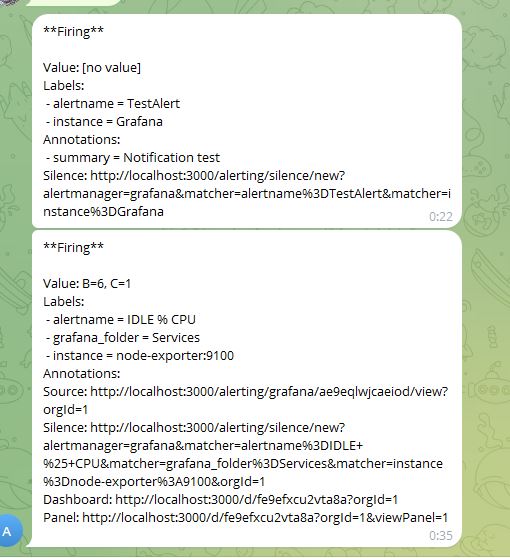 **Firing**
Value: [no value]
Labels:
- alertname = TestAlert
- instance = Grafana
Annotations:
- summary = Notification test
Silence: http://localhost:3000/alerting/silence/new?
alertmanager=grafana&matcher=alertname%3DTestAlert&matcher=i
nstance%3DGrafana
0:22
**Firing**
Value: B=6, C=1
Labels:
- alertname = IDLE % CPU
- grafana_folder = Services
- instance = node-exporter:9100
Annotations:
Source: http://localhost:3000/alerting/grafana/ae9eqlwjcaeiod/view?
orgId=1
Silence: http://localhost:3000/alerting/silence/new?
alertmanager=grafana&matcher=alertname%3DIDLE+
%25+CPU&matcher=grafana_folder%3DServices&matcher=instance
%3Dnode-exporter%3A9100&orgId=1
Dashboard: http://localhost:3000/d/fe9efxcu2vta8a?orgId=1
Panel: http://localhost:3000/d/fe9efxcu2vta8a?orgId=1&viewPanel=1
0:35
A